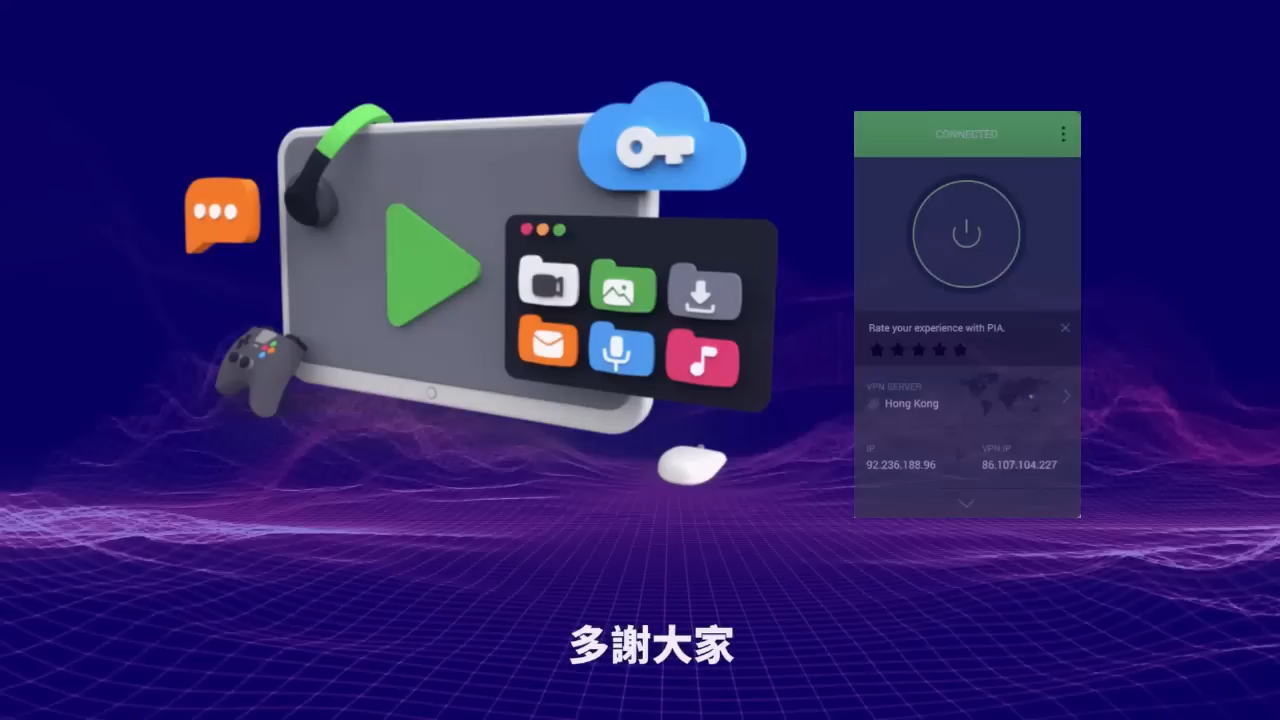 CONNECTED
Rate your experience with PIA.
VPN SERVER
Hong Kong
IP
VPN IP
92.236.188.96
86.107.104.227
多謝大家